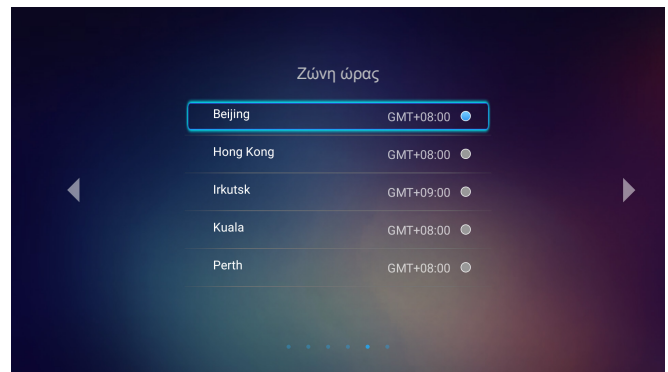 Ζώνη ώρας
Beijing GMT+08:00
Hong Kong GMT+08:00
Irkutsk GMT+09:00
Kuala GMT+08:00
Perth GMT+08:00